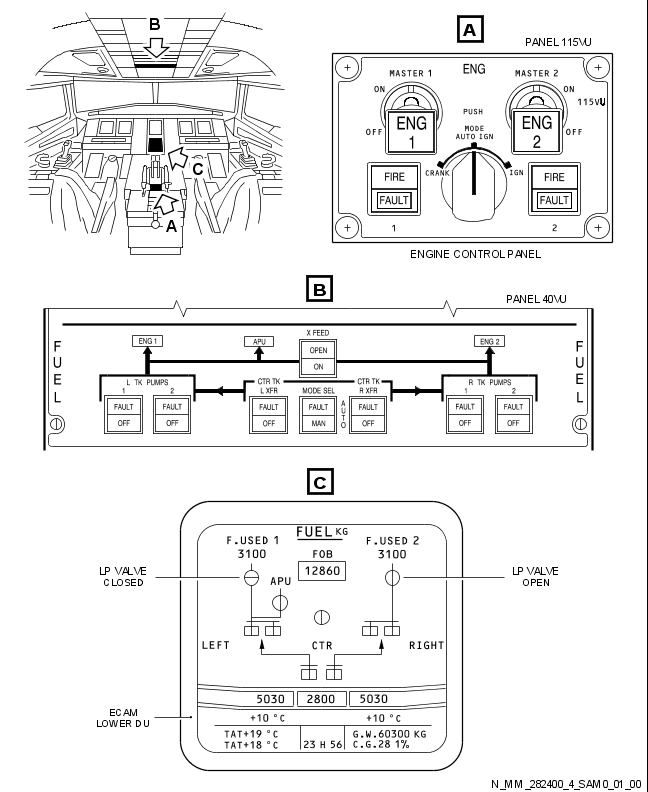 B
C
A
A
PANEL 115VU
MASTER 1
ENG
MASTER 2
ON
ON
115VU
PUSH
OFF
ENG
1
MODE
AUTO IGN
ENG
2
OFF
CRANK
IGN
FIRE
FAULT
FIRE
FAULT
1
2
ENGINE CONTROL PANEL
B
PANEL 40VU
X FEED
ENG 1
APU
OPEN
ON
ENG 2
FUEL
FUEL
L TK PUMPS
1 2
CTR TK
L XFR
MODE SEL
CTR TK
R XFR
R TK PUMPS
1 2
FAULT
OFF
FAULT
OFF
FAULT
OFF
FAULT
MAN
AUTO
FAULT
OFF
FAULT
OFF
FAULT
OFF
C
FUEL KG
F.USED 1
3100
FOB
12860
F.USED 2
3100
LP VALVE
CLOSED
APU
LP VALVE
OPEN
LEFT
CTR
RIGHT
5030 2800 5030
ECAM
LOWER DU
+10 °C
+10 °C
TAT+19 °C
TAT+18 °C
23 H 56
G.W.60300 KG
C.G.28 1%
N_MM_282400_4_SAM0_01_00